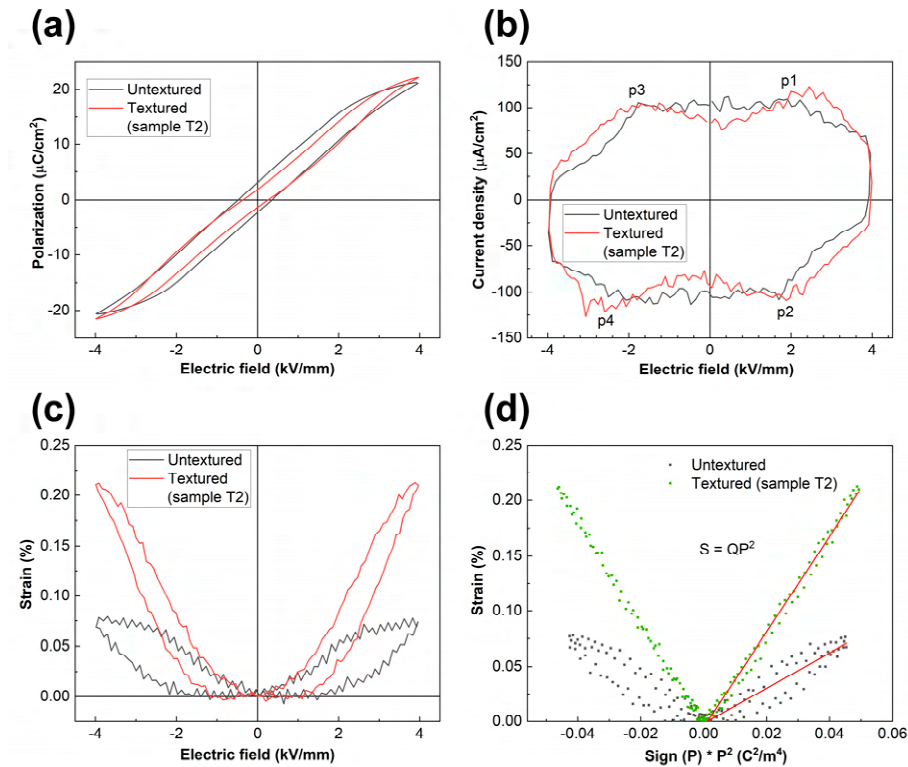 (a)
Polarization (μC/cm²)
20
10
0
-10
-20
Untextured
Textured
(sample T2)
-4
-2
0
2
4
Electric field (kV/mm)
(b)
Current density (μA/cm²)
150
100
50
0
-50
-100
-150
p3
p1
Untextured
Textured
(sample T2)
p4
p2
-4
-2
0
2
4
Electric field (kV/mm)
(c)
Strain (%)
0.25
0.20
0.15
0.10
0.05
0.00
Untextured
Textured
(sample T2)
-4
-2
0
2
4
Electric field (kV/mm)
(d)
Strain (%)
0.25
0.20
0.15
0.10
0.05
0.00
Untextured
Textured (sample T2)
S = QP²
-0.04
-0.02
0.00
0.02
0.04
0.06
Sign (P) * P² (C²/m⁴)